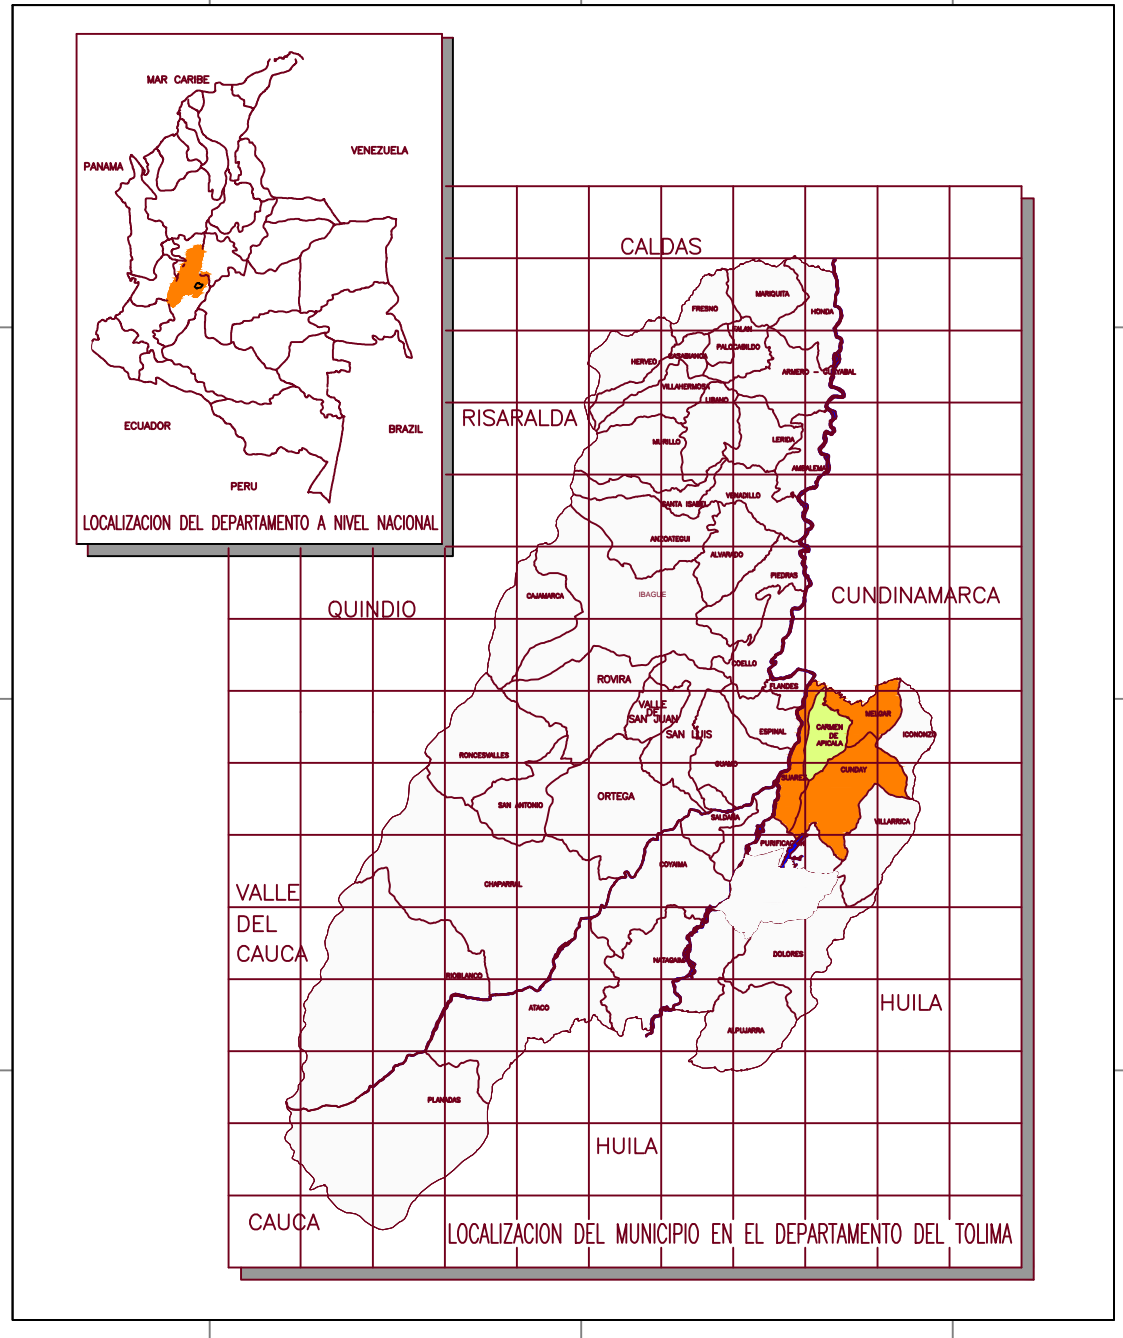 MAR CARIBE
VENEZUELA
PANAMA
ECUADOR
BRAZIL
PERU
LOCALIZACION DEL DEPARTAMENTO A NIVEL NACIONAL
CALDAS
MARIQUITA
FRESNO
HONDA
FALAN
PALOCABILDO
CASABIANCA
HERVEO
ARMERO - GUAYABAL
VILLAHERMOSA
LIBANO
RISARALDA
MURILLO
LERIDA
AMBALEMA
VENADILLO
SANTA ISABEL
ANZOATEGUI
ALVARADO
PIEDRAS
CAJAMARCA
IBAGUE
CUNDINAMARCA
QUINDIO
COELLO
ROVIRA
FLANDES
VALLE
DE
SAN JUAN
MELGAR
CARMEN
DE
APICALA
ESPINAL
SAN LUIS
ICONONZO
RONCESVALLES
GUAMO
CUNDAY
SUAREZ
ORTEGA
SAN ANTONIO
SALDAÑA
VILLARRICA
PURIFICACION
COYAIMA
CHAPARRAL
VALLE
DEL
CAUCA
DOLORES
NATAGAIMA
RIOBLANCO
ATACO
HUILA
ALPUJARRA
PLANADAS
HUILA
CAUCA
LOCALIZACION DEL MUNICIPIO EN EL DEPARTAMENTO DEL TOLIMA